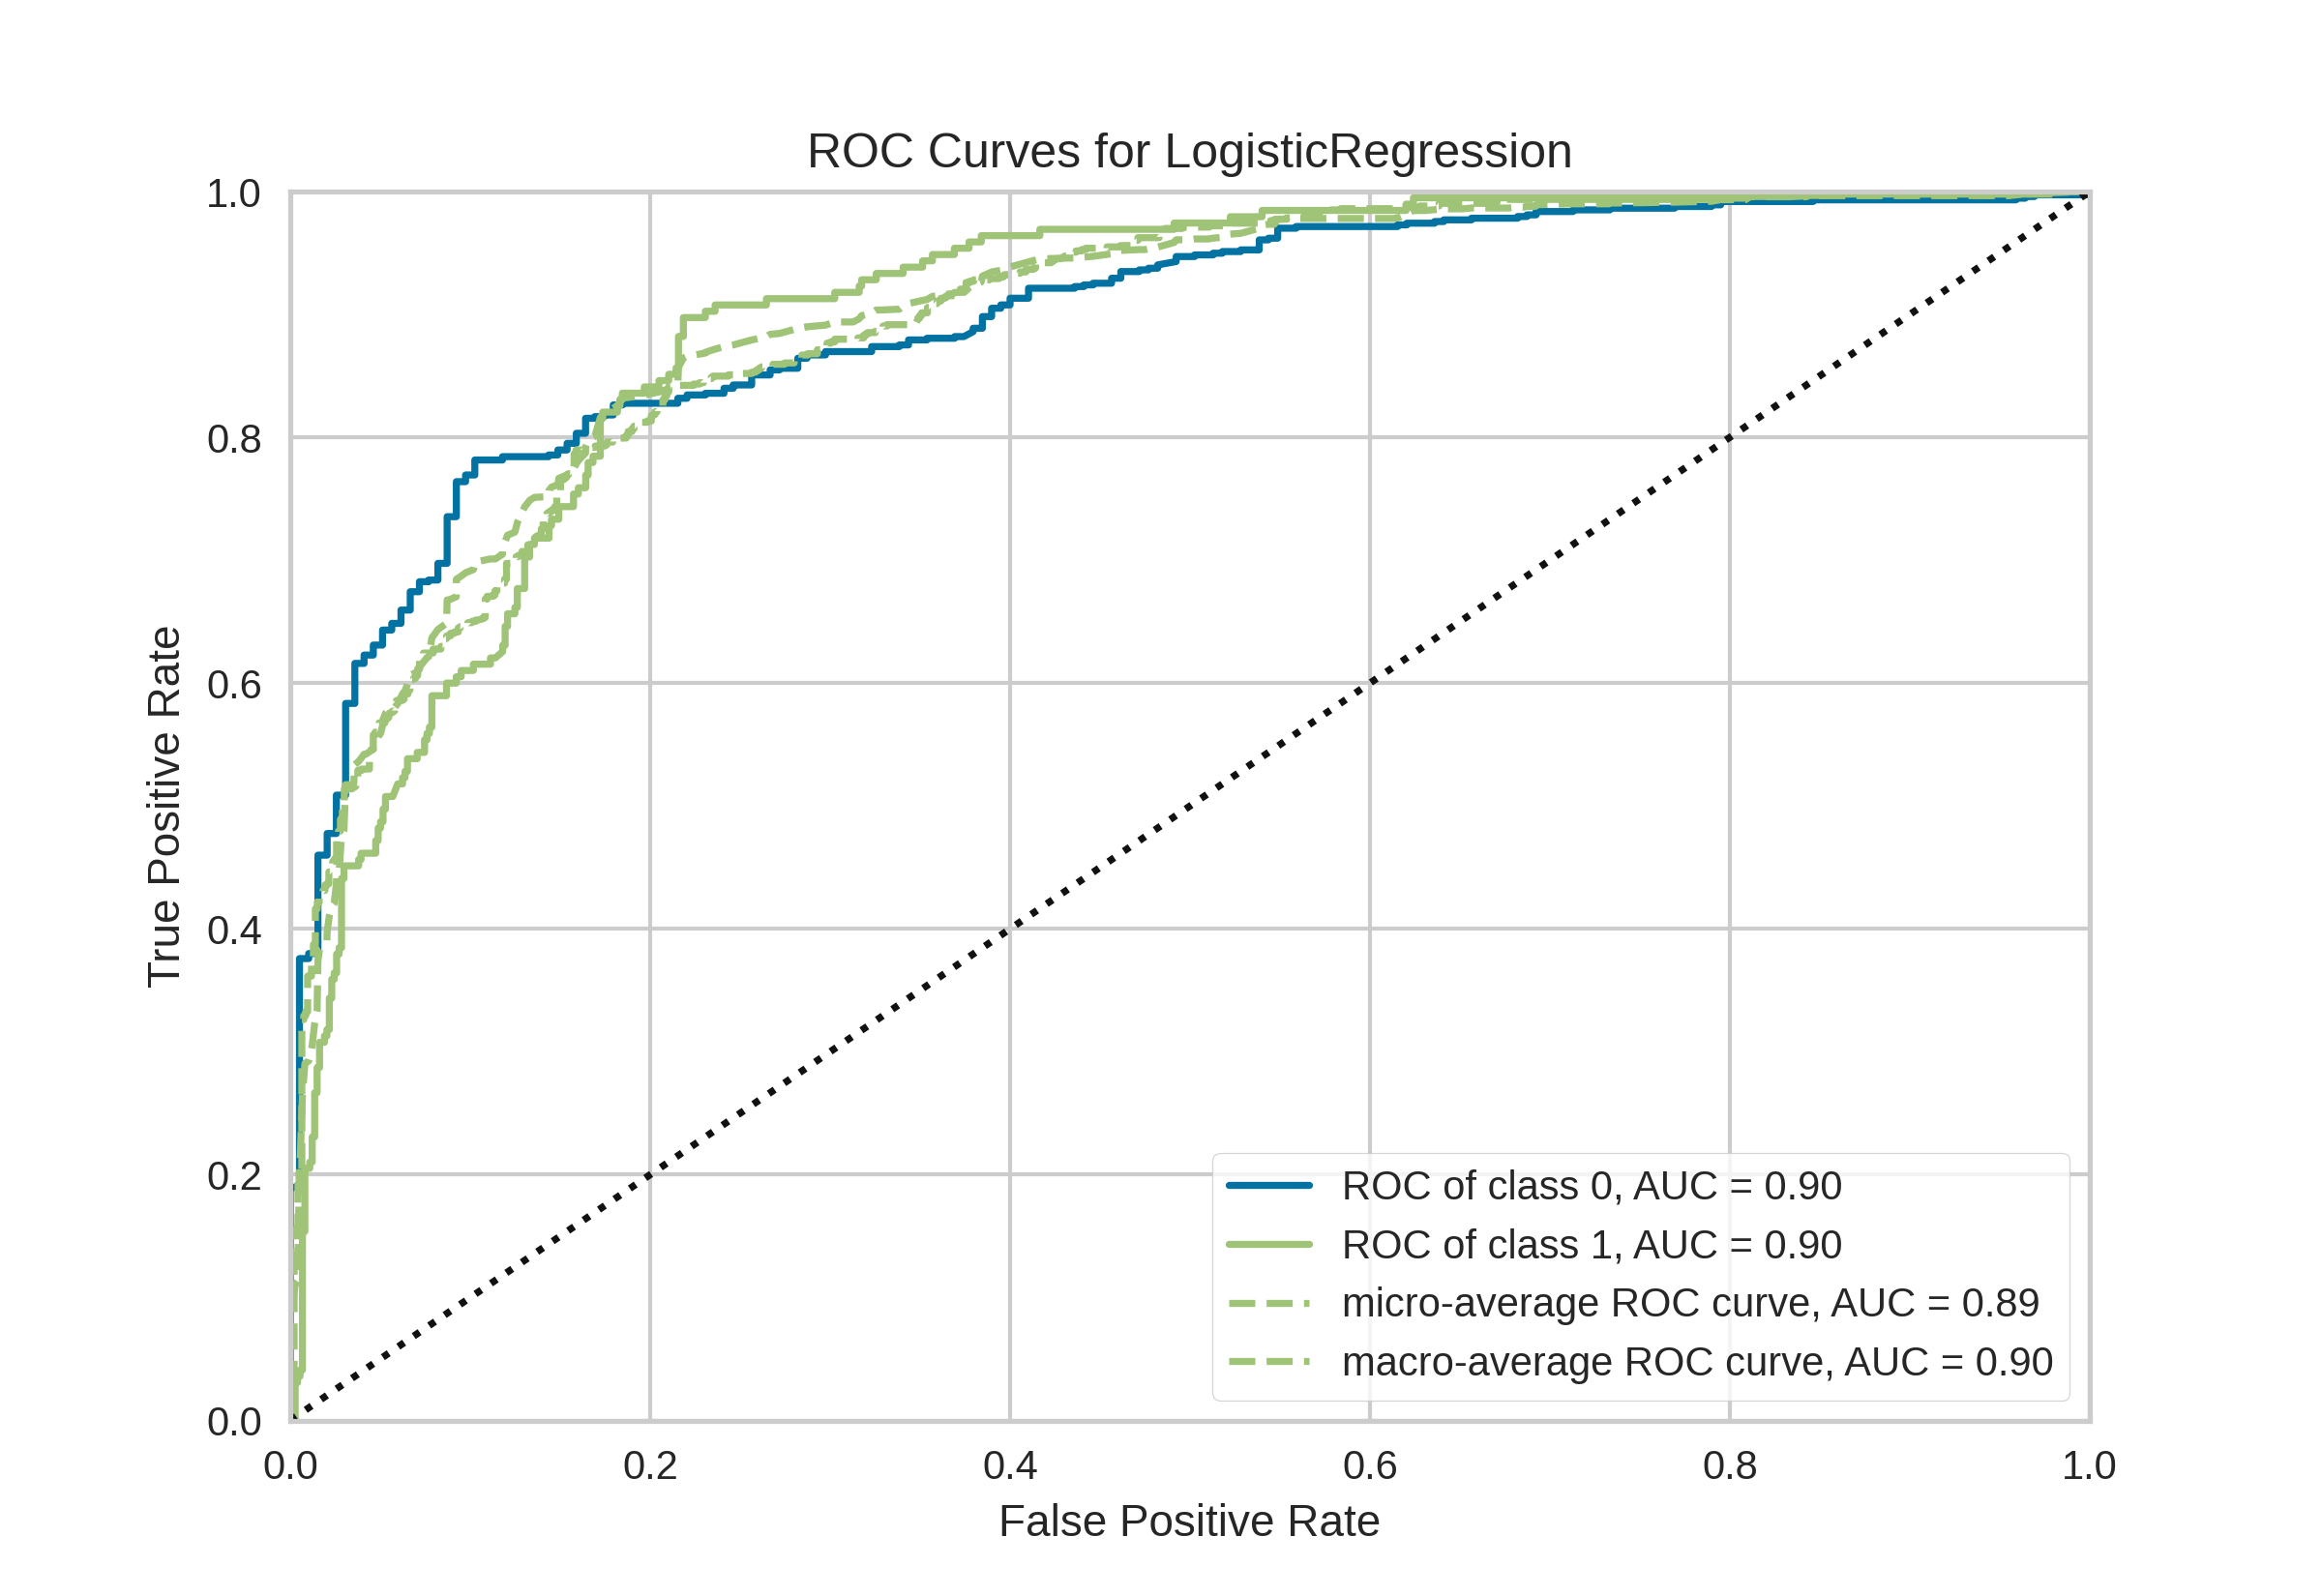 ROC Curves for LogisticRegression
1.0
0.8
0.6
0.4
0.2
0.0
True Positive Rate
0.0 0.2 0.4 0.6 0.8 1.0
False Positive Rate
ROC of class 0, AUC = 0.90
ROC of class 1, AUC = 0.90
micro-average ROC curve, AUC = 0.89
macro-average ROC curve, AUC = 0.90